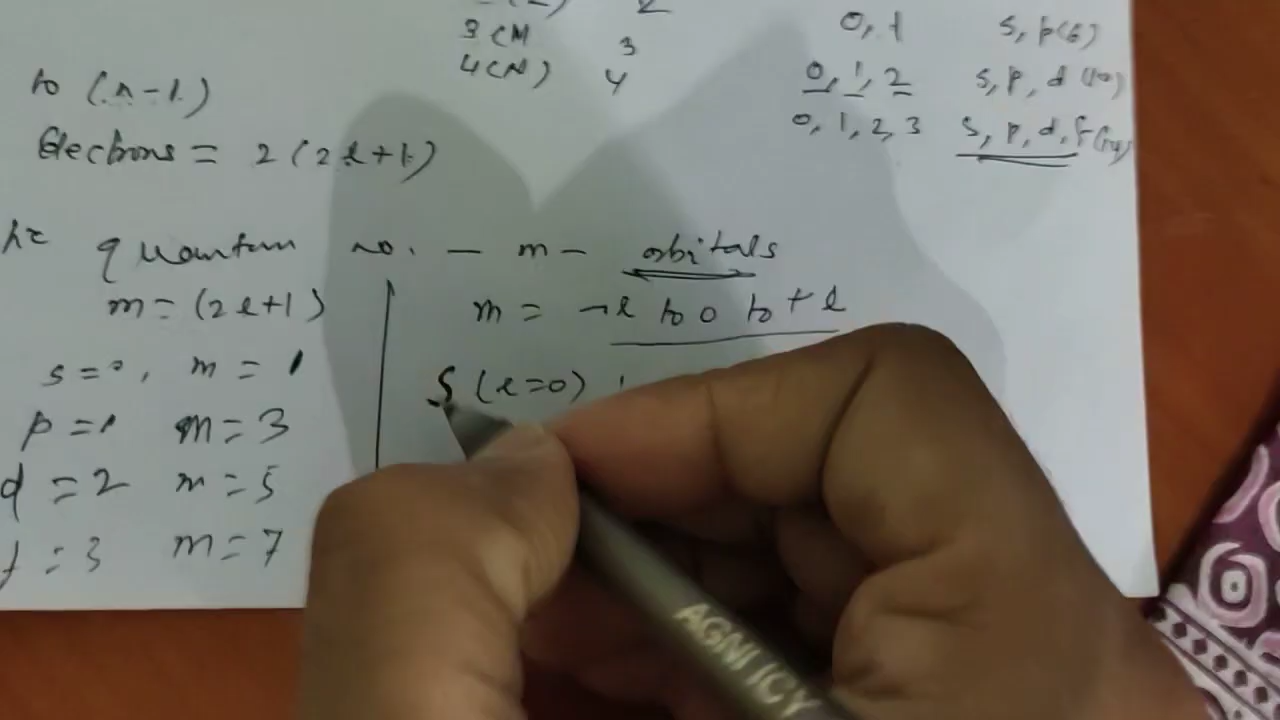 3 (M 3 0, 1 s, p(6)
4(N) 4 0, 1, 2 s, p, d (10)
to (n-1) 0, 1, 2, 3 s, p, d, f(14)
Electrons = 2(2l+1)
quantum no. - m - orbitals
m = (2l+1) m = -l to 0 to +l
s = 0, m = 1 S (l=0)
p = 1 m = 3
d = 2 m = 5
f = 3 m = 7
AGNI ICY